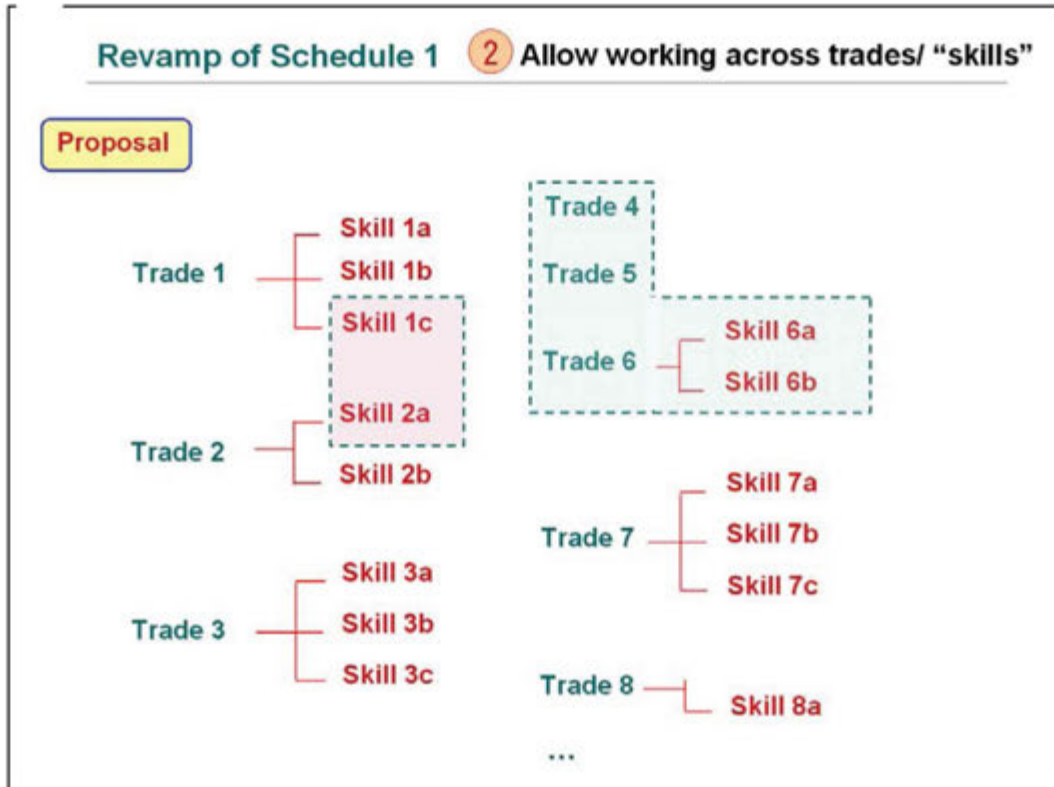 Revamp of Schedule 1 2 Allow working across trades/ “skills”
Proposal
Trade 1
Skill 1a
Skill 1b
Skill 1c
Trade 2
Skill 2a
Skill 2b
Trade 3
Skill 3a
Skill 3b
Skill 3c
Trade 4
Trade 5
Trade 6
Skill 6a
Skill 6b
Trade 7
Skill 7a
Skill 7b
Skill 7c
Trade 8
Skill 8a
...